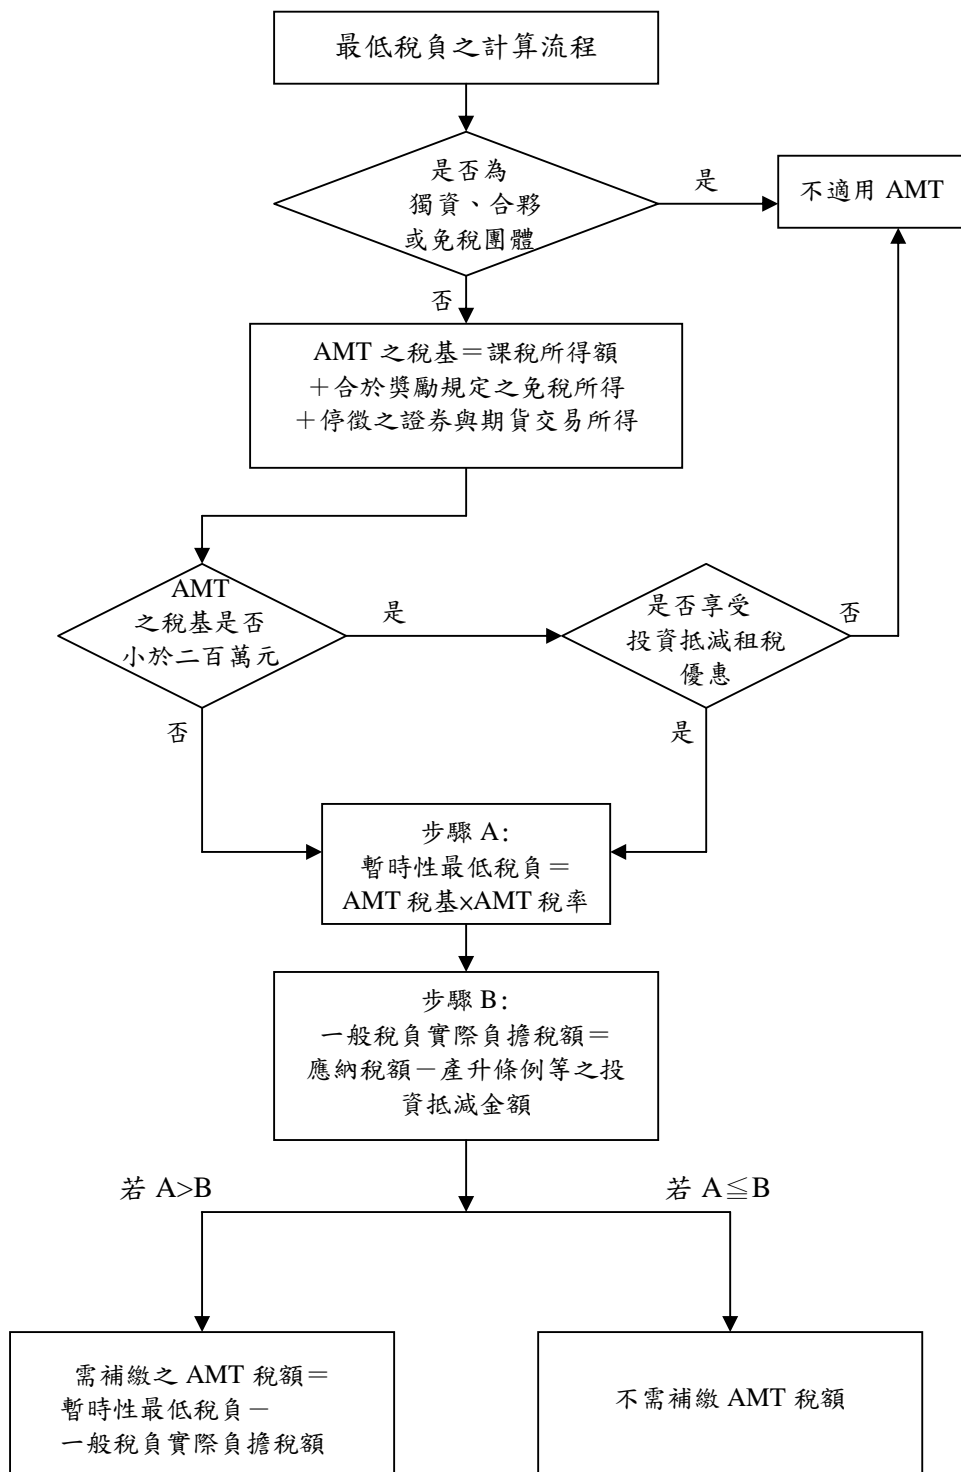 最低稅負之計算流程
是否為
獨資、合夥
或免稅團體
是
不適用 AMT
否
AMT 之稅基＝課稅所得額
＋合於獎勵規定之免稅所得
＋停徵之證券與期貨交易所得
AMT
之稅基是否
小於二百萬元
是
是否享受
投資抵減租稅
優惠
否
否
是
步驟 A：
暫時性最低稅負＝
AMT 稅基×AMT 稅率
步驟 B：
一般稅負實際負擔稅額＝
應納稅額－產升條例等之投
資抵減金額
若 A>B
若 A≦B
需補繳之 AMT 稅額＝
暫時性最低稅負－
一般稅負實際負擔稅額
不需補繳 AMT 稅額